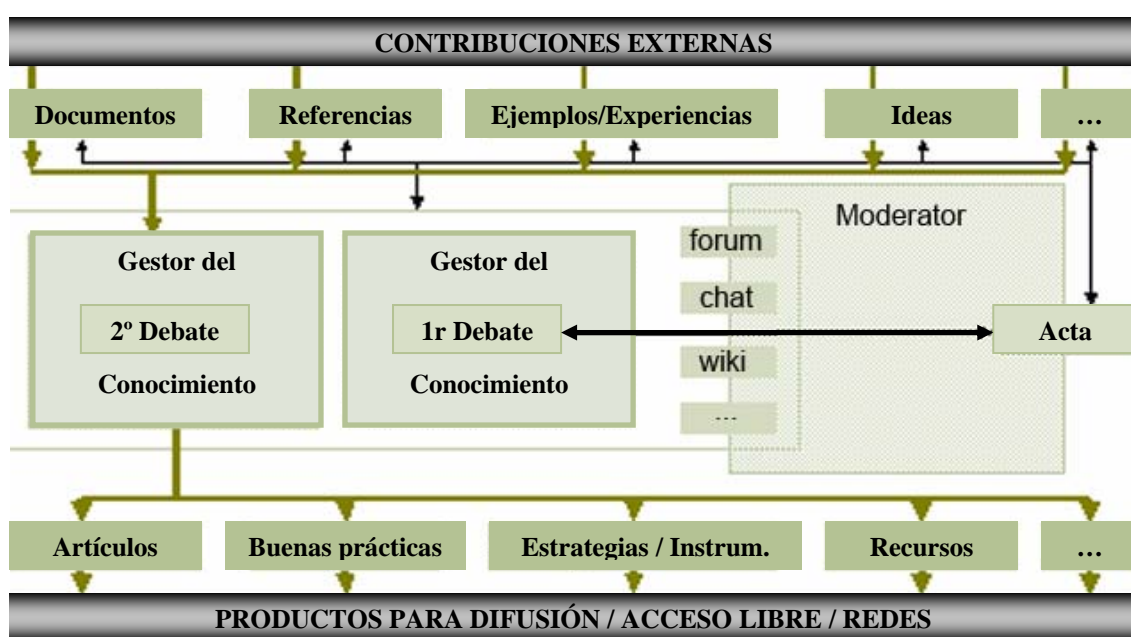 CONTRIBUCIONES EXTERNAS
Documentos
Referencias
Ejemplos/Experiencias
Ideas
…
Moderator
forum
chat
wiki
...
Gestor del
2º Debate
Conocimiento
Gestor del
1r Debate
Conocimiento
Acta
Artículos
Buenas prácticas
Estrategias / Instrum.
Recursos
…
PRODUCTOS PARA DIFUSIÓN / ACCESO LIBRE / REDES